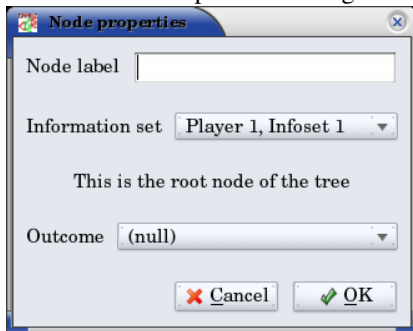 Node properties
Node label
Information set Player 1, Infoset 1
This is the root node of the tree
Outcome (null)
Cancel OK